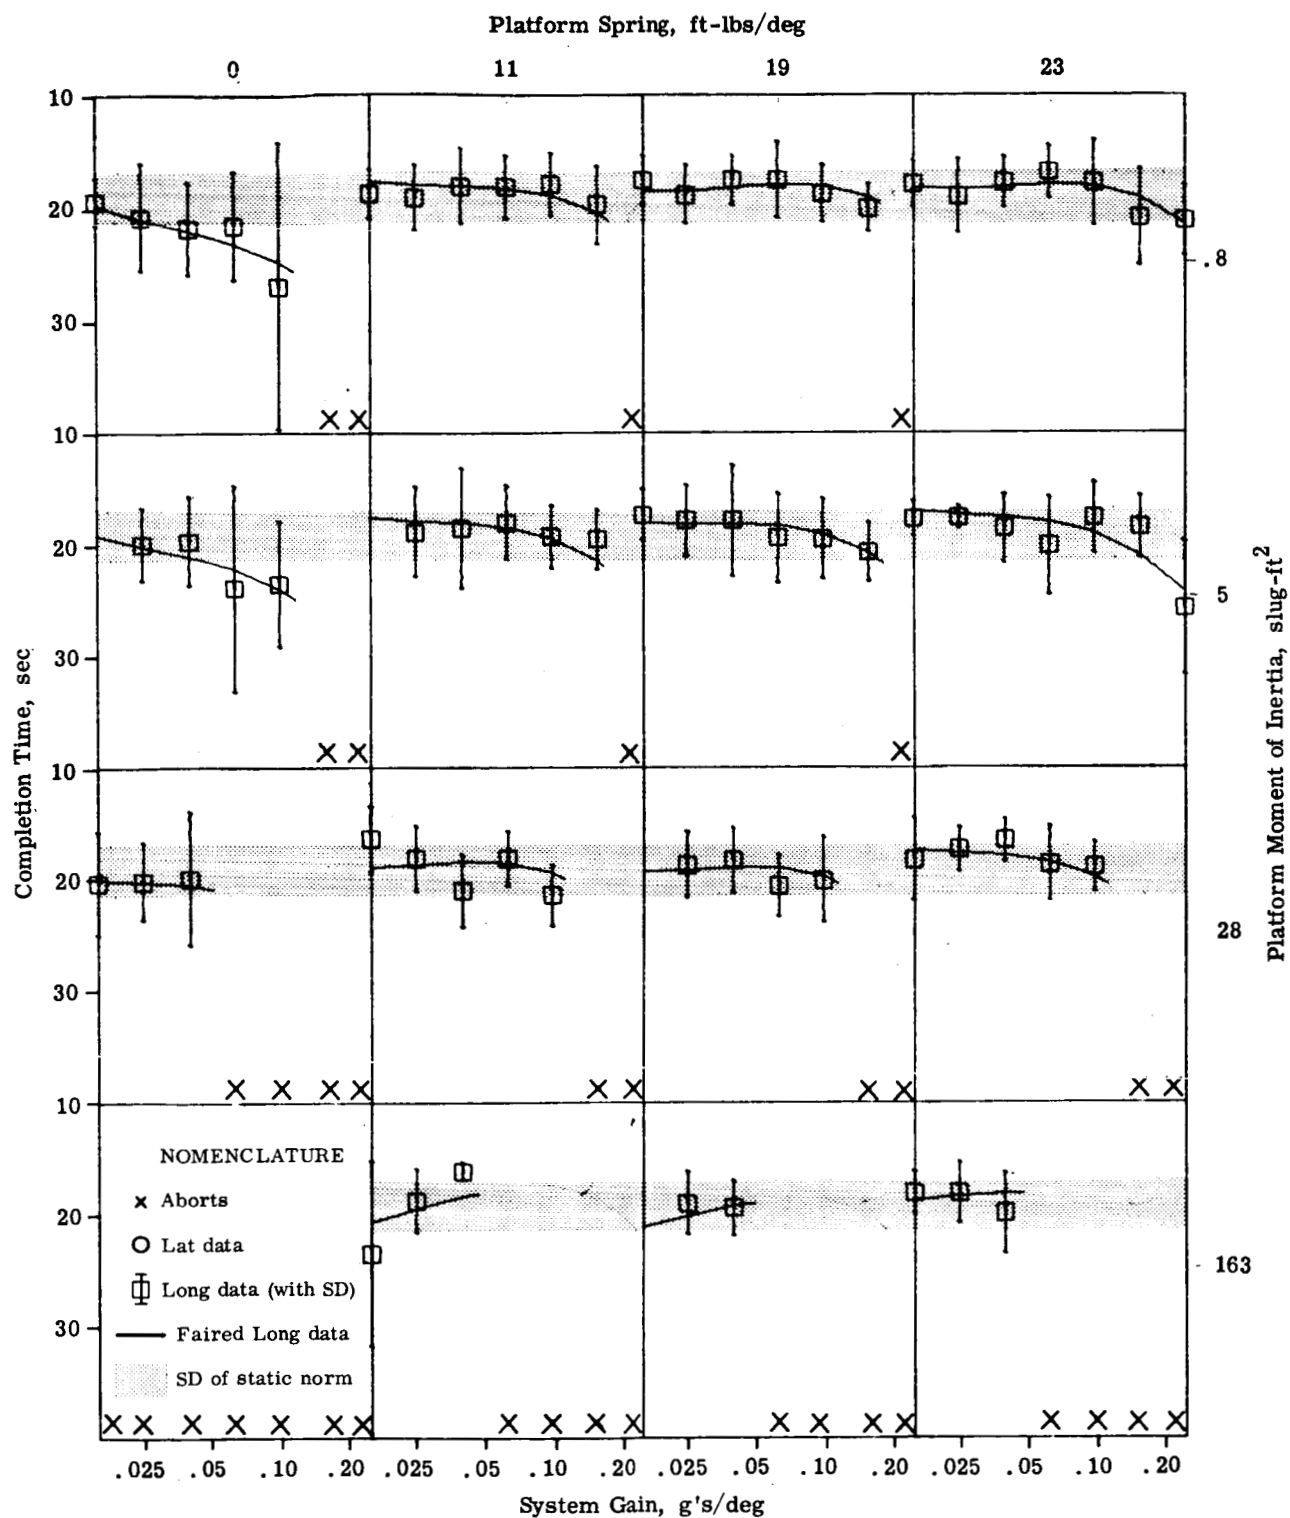 Platform Spring, ft-lbs/deg
0 11 19 23
10
20
30
.8
10
20
30
5
10
20
30
28
10
20
30
163
Completion Time, sec
Platform Moment of Inertia, slug-ft2
NOMENCLATURE
x Aborts
O Lat data
Long data (with SD)
Faired Long data
SD of static norm
.025 .05 .10 .20 .025 .05 .10 .20 .025 .05 .10 .20 .025 .05 .10 .20
System Gain, g's/deg